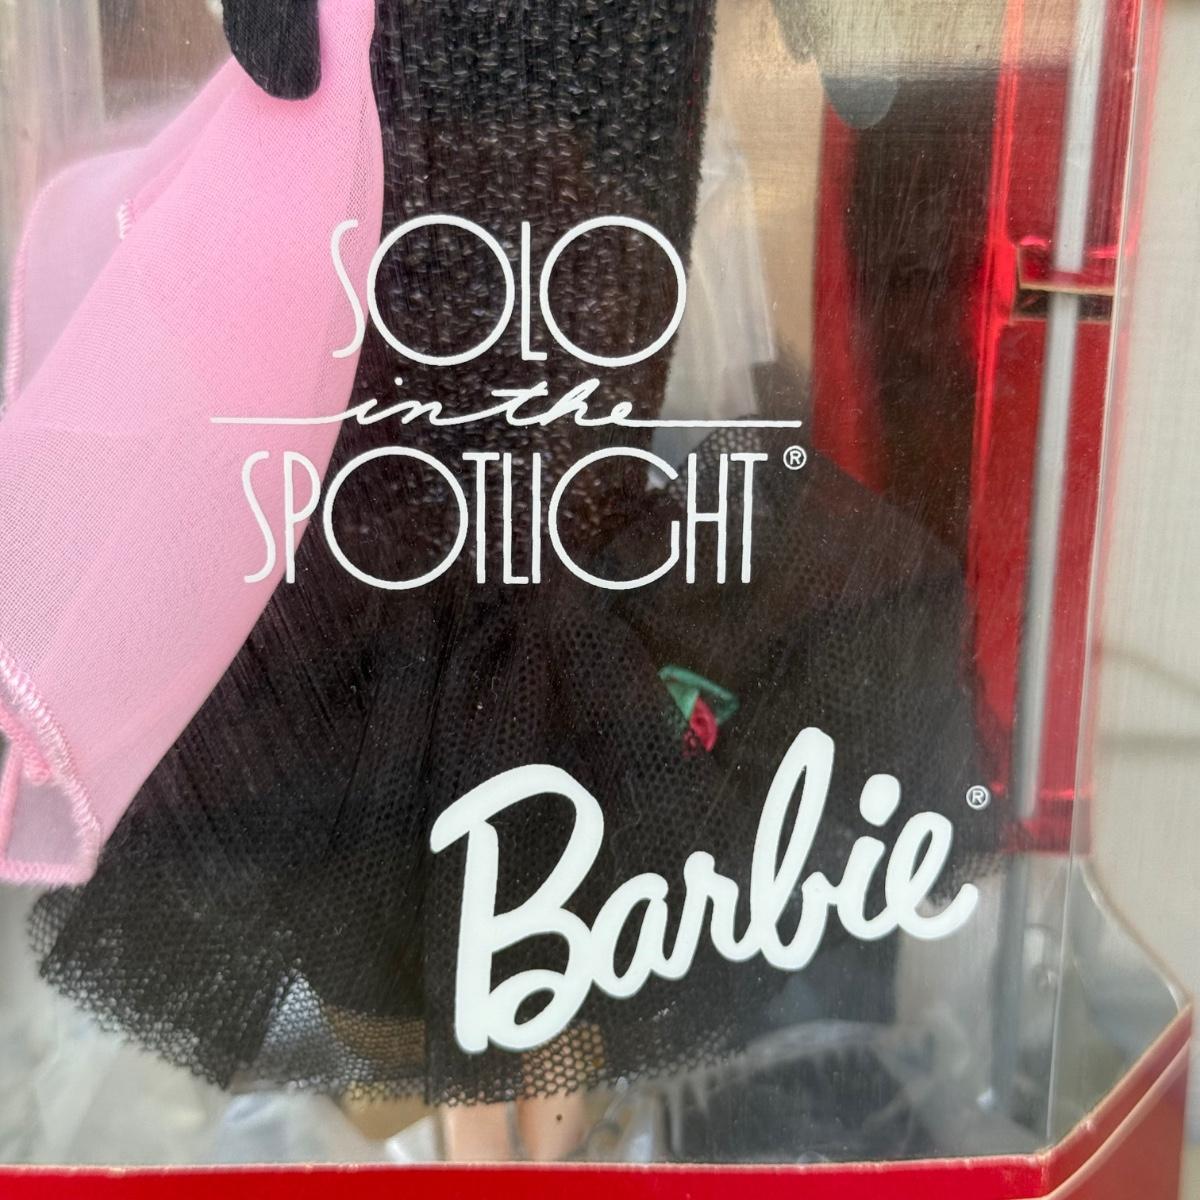 SOLO
in the
SPOTLIGHT®
Barbie®